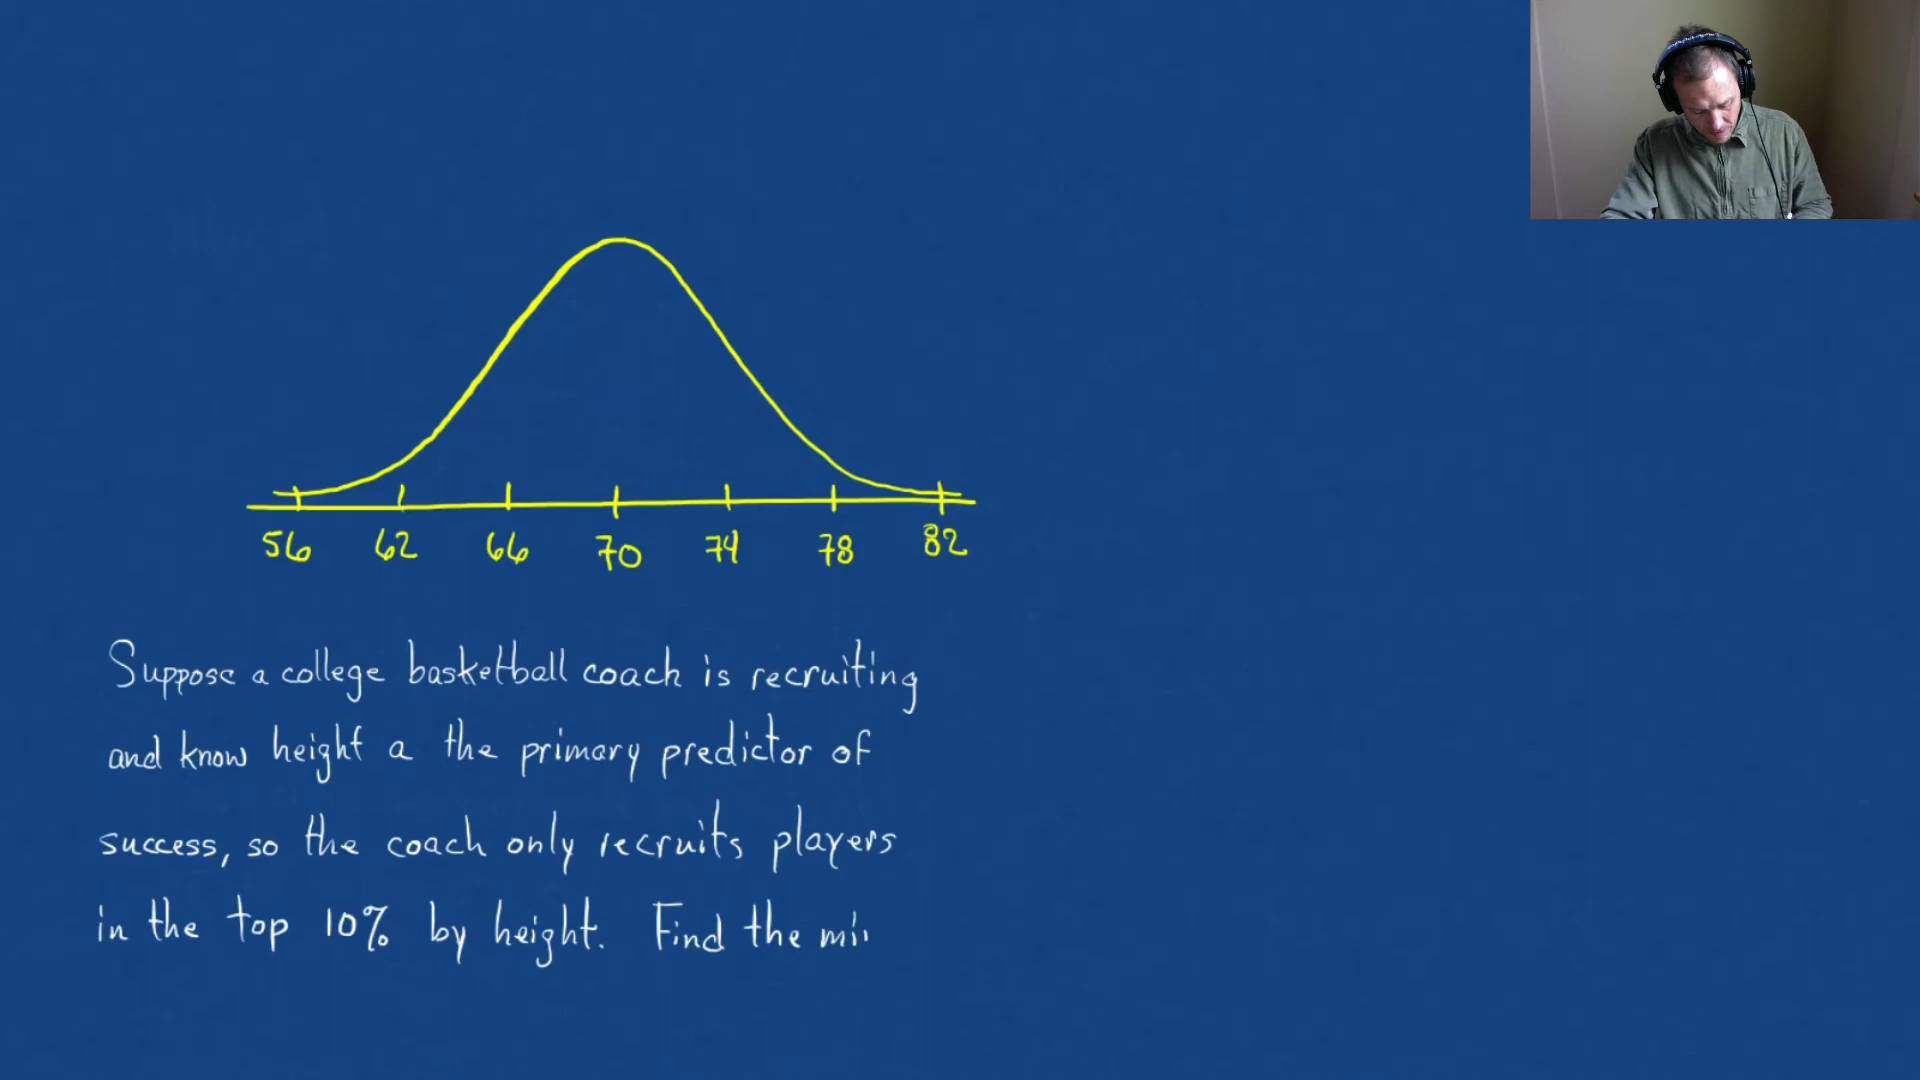 56 62 66 70 74 78 82
Suppose a college basketball coach is recruiting
and know height a the primary predictor of
success, so the coach only recruits players
in the top 10% by height. Find the